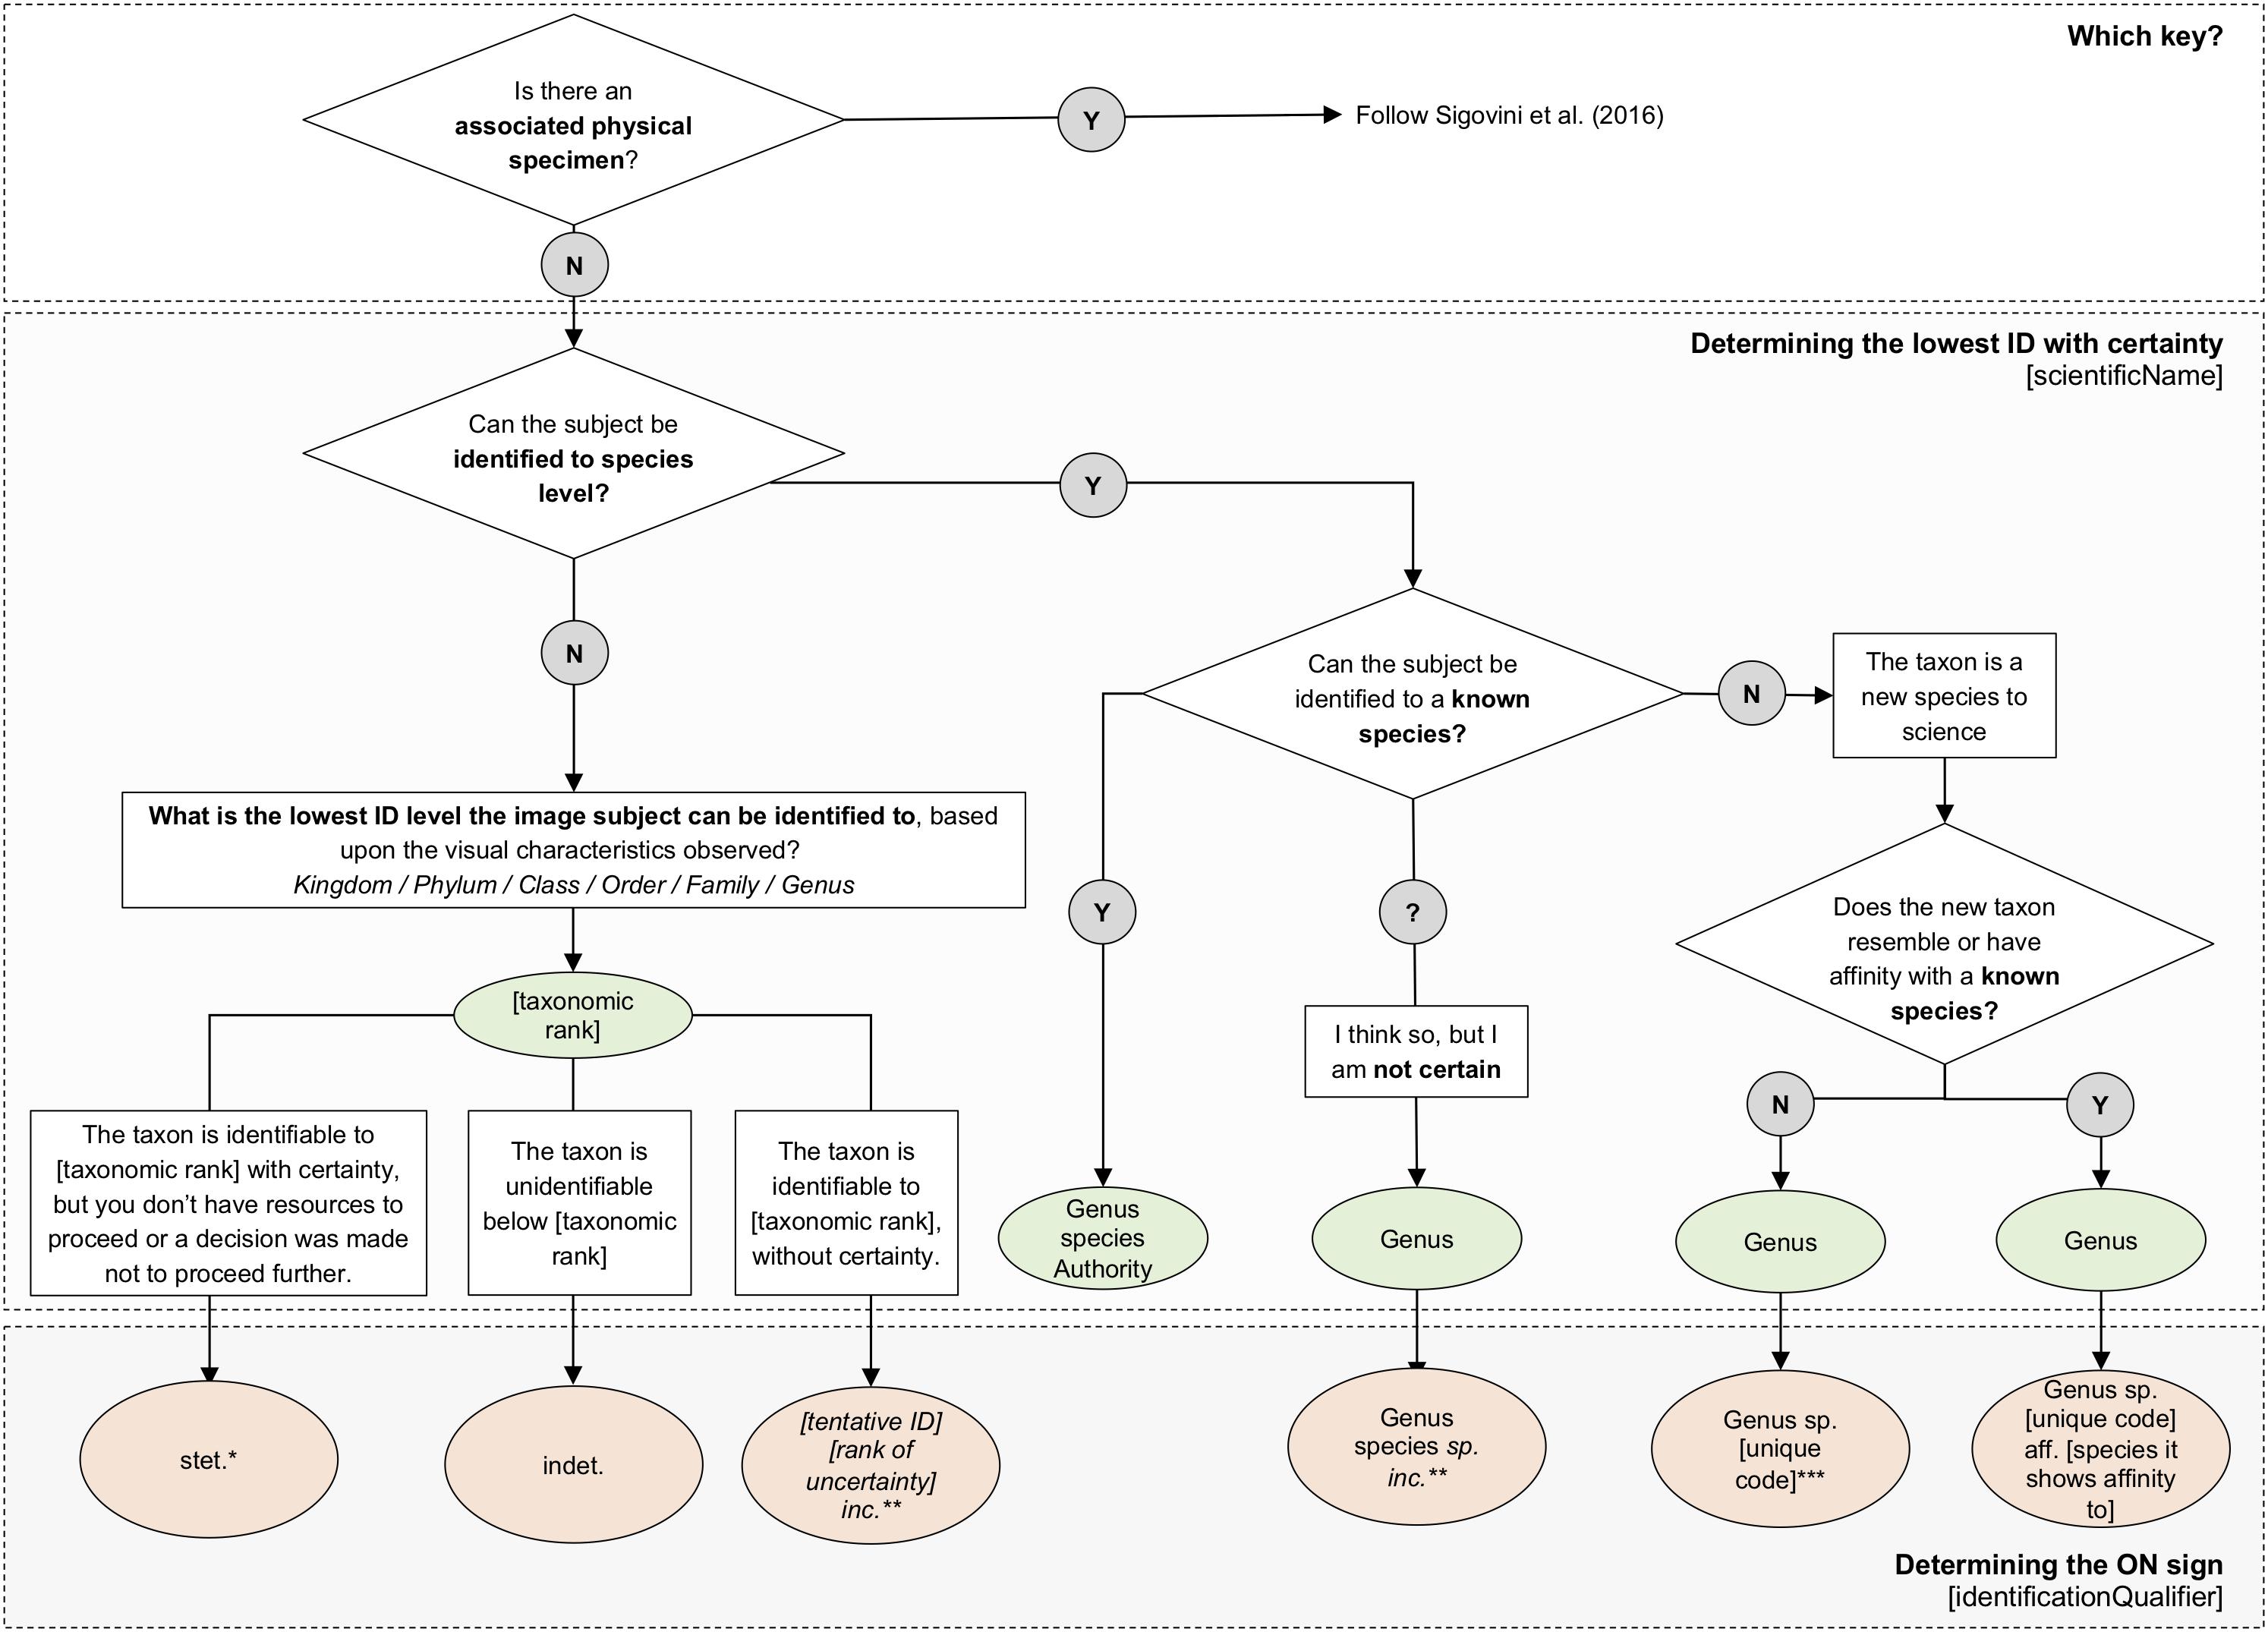 Which key?
Is there an
associated physical
specimen?
Y
Follow Sigovini et al. (2016)
N
Determining the lowest ID with certainty
[scientificName]
Can the subject be
identified to species
level?
Y
N
Can the subject be
identified to a known
species?
N
The taxon is a
new species to
science
What is the lowest ID level the image subject can be identified to, based
upon the visual characteristics observed?
Kingdom / Phylum / Class / Order / Family / Genus
Y
?
Does the new taxon
resemble or have
affinity with a known
species?
[taxonomic
rank]
I think so, but I
am not certain
N
Y
The taxon is identifiable to
[taxonomic rank] with certainty,
but you don’t have resources to
proceed or a decision was made
not to proceed further.
The taxon is
unidentifiable
below [taxonomic
rank]
The taxon is
identifiable to
[taxonomic rank],
without certainty.
Genus
species
Authority
Genus
Genus
Genus
stet.*
indet.
[tentative ID]
[rank of
uncertainty]
inc.**
Genus
species sp.
inc.**
Genus sp.
[unique
code]***
Genus sp.
[unique code]
aff. [species it
shows affinity
to]
Determining the ON sign
[identificationQualifier]